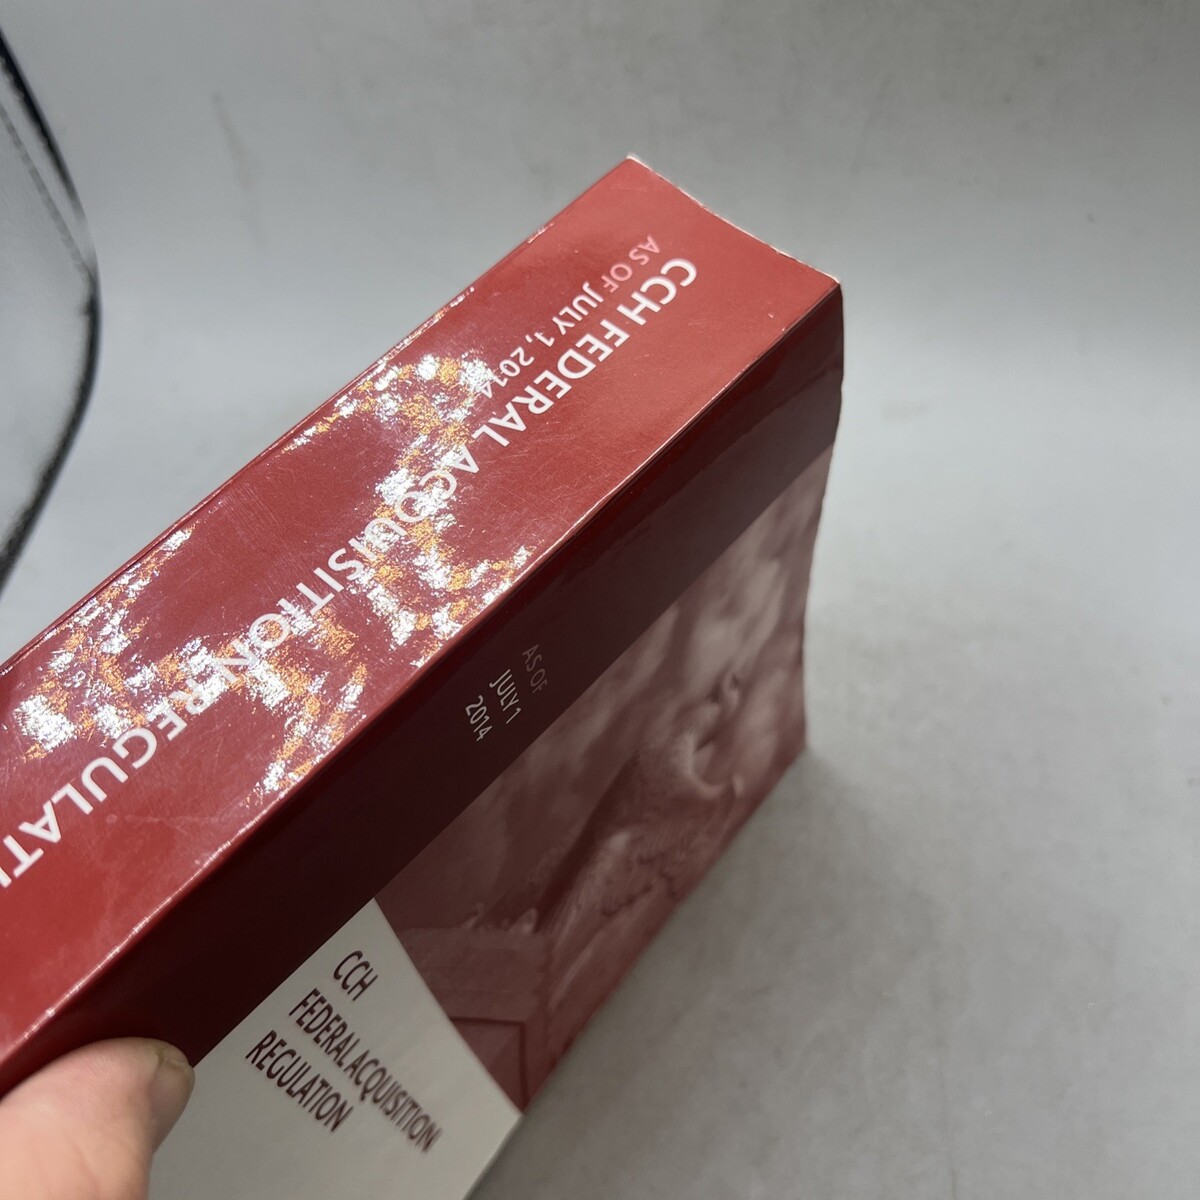 CCH FEDERAL ACQUISITION REGULATI
AS OF JULY 1, 2014
AS OF
JULY 1
2014
CCH
FEDERAL ACQUISITION
REGULATION